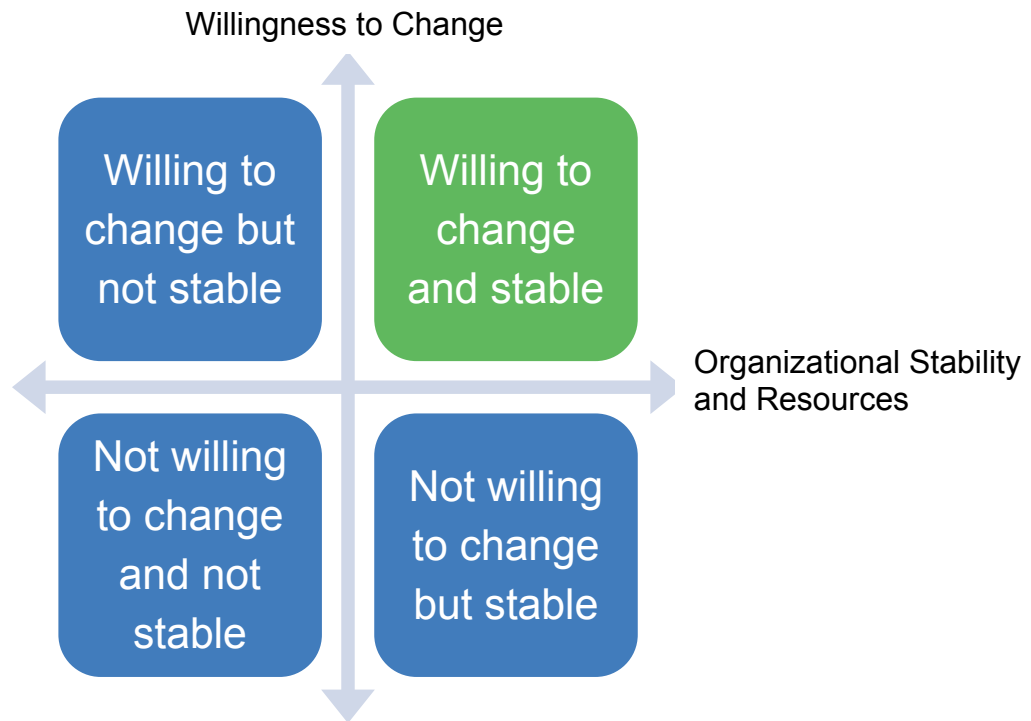 Willingness to Change
Willing to
change but
not stable
Willing to
change
and stable
Organizational Stability
and Resources
Not willing
to change
and not
stable
Not willing
to change
but stable